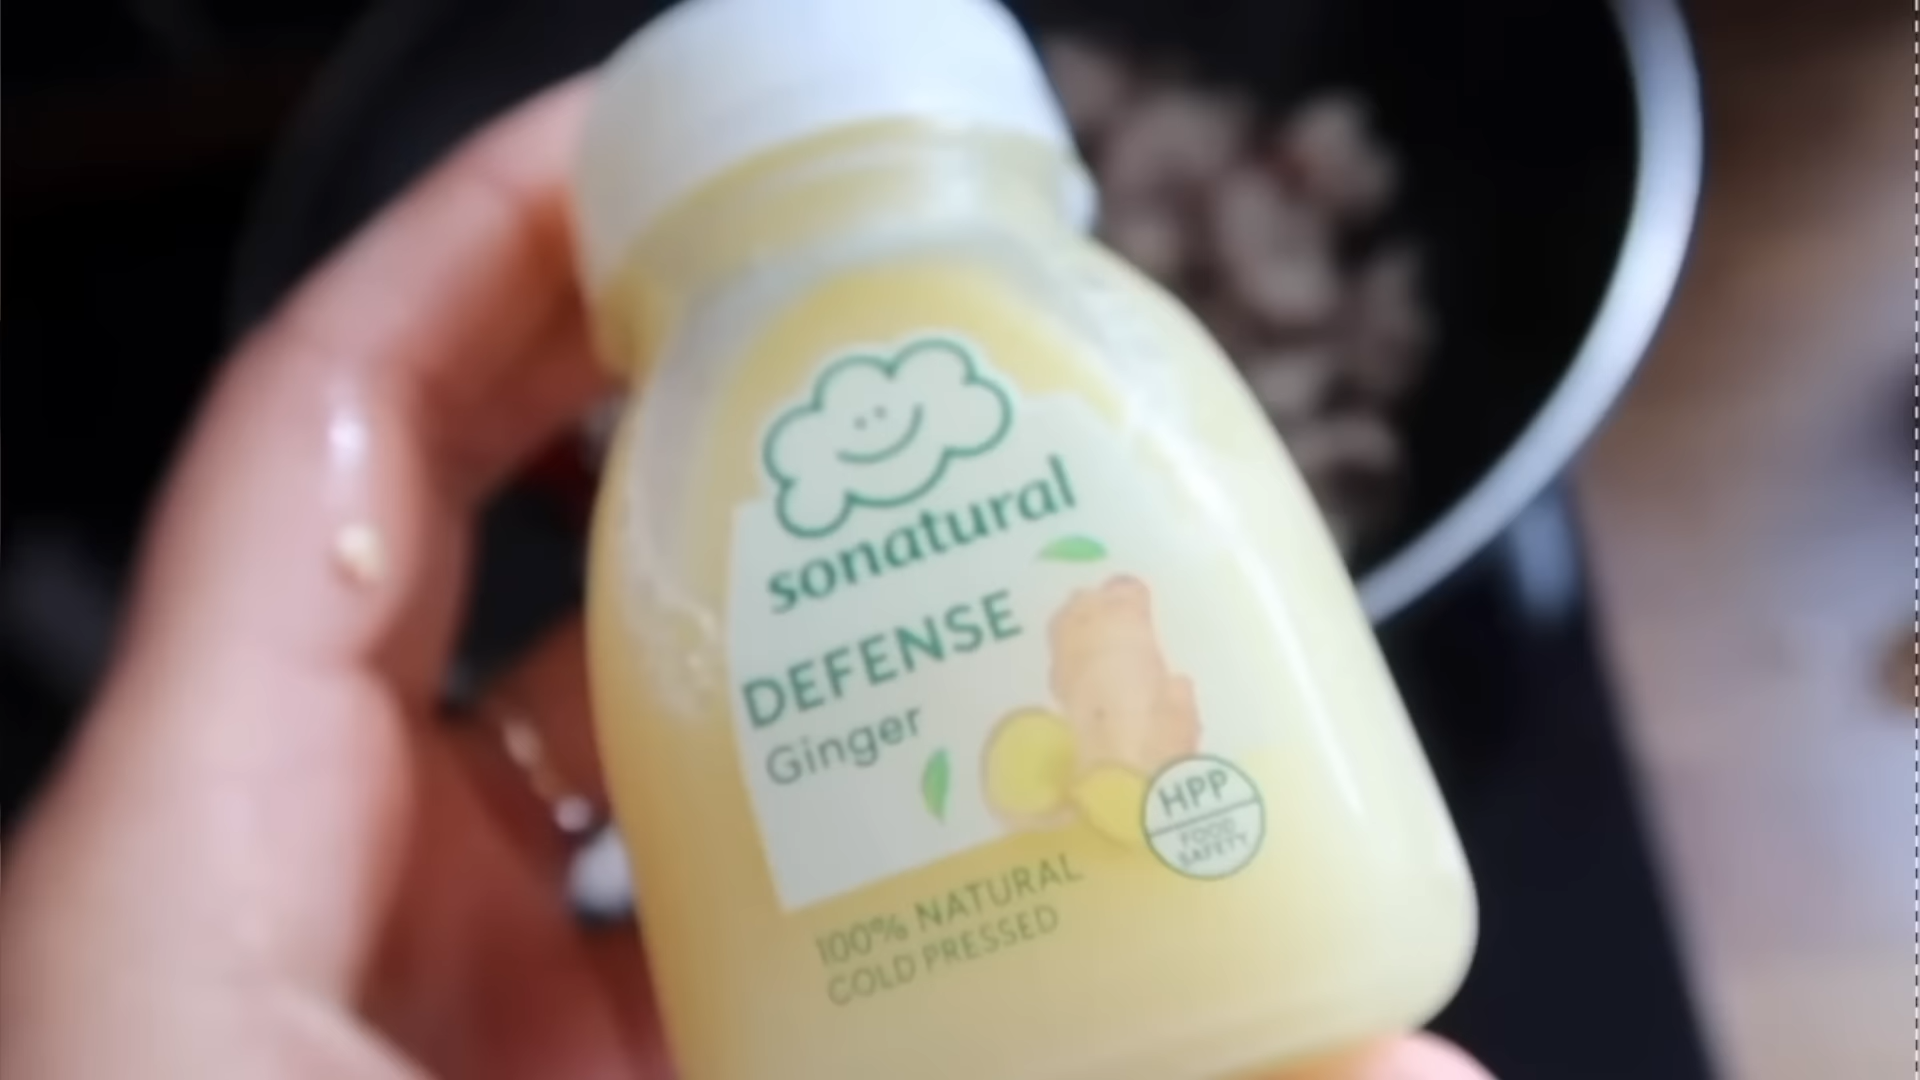 sonatural
DEFENSE
Ginger
HPP
FOOD
SAFETY
100% NATURAL
COLD PRESSED